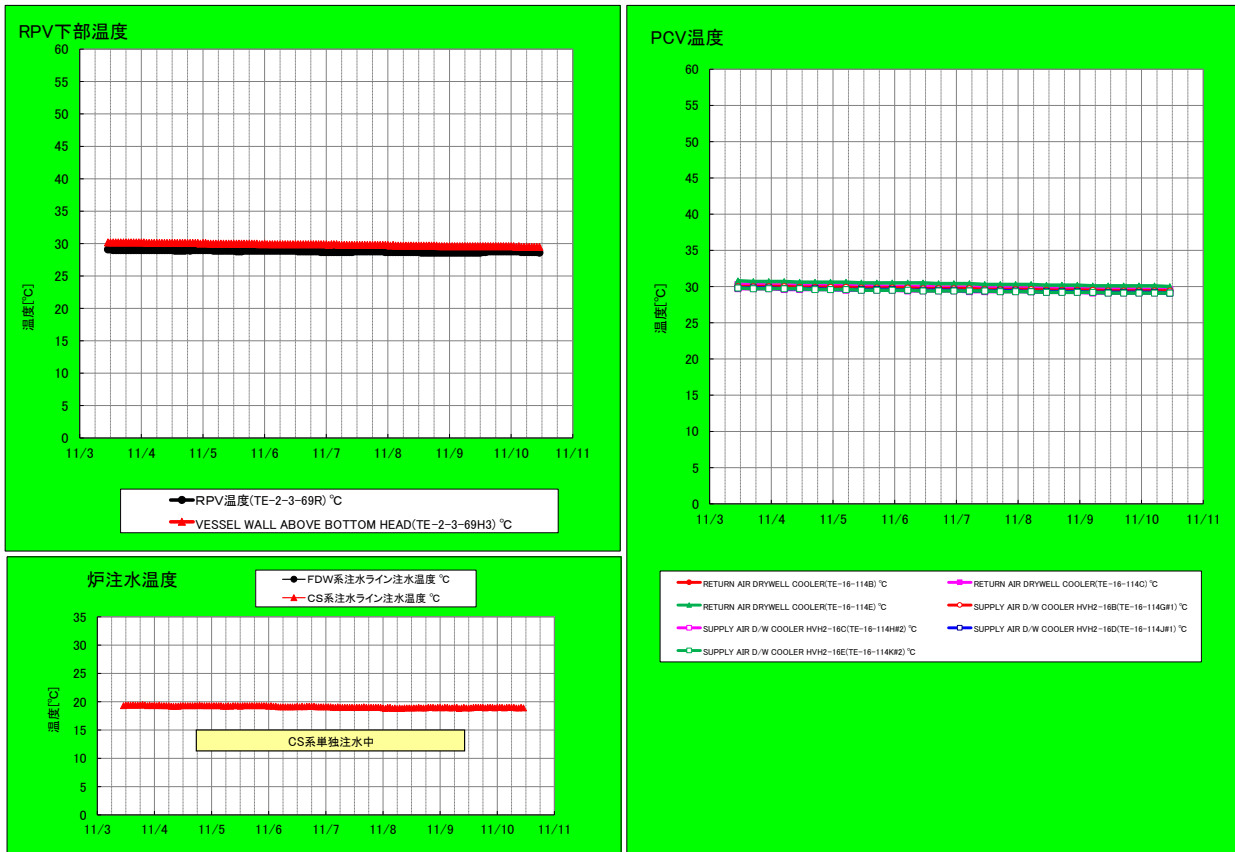 RPV下部温度
60
55
50
45
40
35
30
25
20
15
10
5
0
温度[℃]
11/3 11/4 11/5 11/6 11/7 11/8 11/9 11/10 11/11
RPV温度(TE-2-3-69R) ℃
VESSEL WALL ABOVE BOTTOM HEAD(TE-2-3-69H3) ℃
炉注水温度
FDW系注水ライン注水温度 ℃
CS系注水ライン注水温度 ℃
35
30
25
20
15
10
5
0
温度[℃]
CS系単独注水中
11/3 11/4 11/5 11/6 11/7 11/8 11/9 11/10 11/11
PCV温度
60
55
50
45
40
35
30
25
20
15
10
5
0
温度[℃]
11/3 11/4 11/5 11/6 11/7 11/8 11/9 11/10 11/11
RETURN AIR DRYWELL COOLER(TE-16-114B) ℃
RETURN AIR DRYWELL COOLER(TE-16-114C) ℃
RETURN AIR DRYWELL COOLER(TE-16-114E) ℃
SUPPLY AIR D/W COOLER HVH2-16B(TE-16-114G#1) ℃
SUPPLY AIR D/W COOLER HVH2-16C(TE-16-114H#2) ℃
SUPPLY AIR D/W COOLER HVH2-16D(TE-16-114J#1) ℃
SUPPLY AIR D/W COOLER HVH2-16E(TE-16-114K#2) ℃